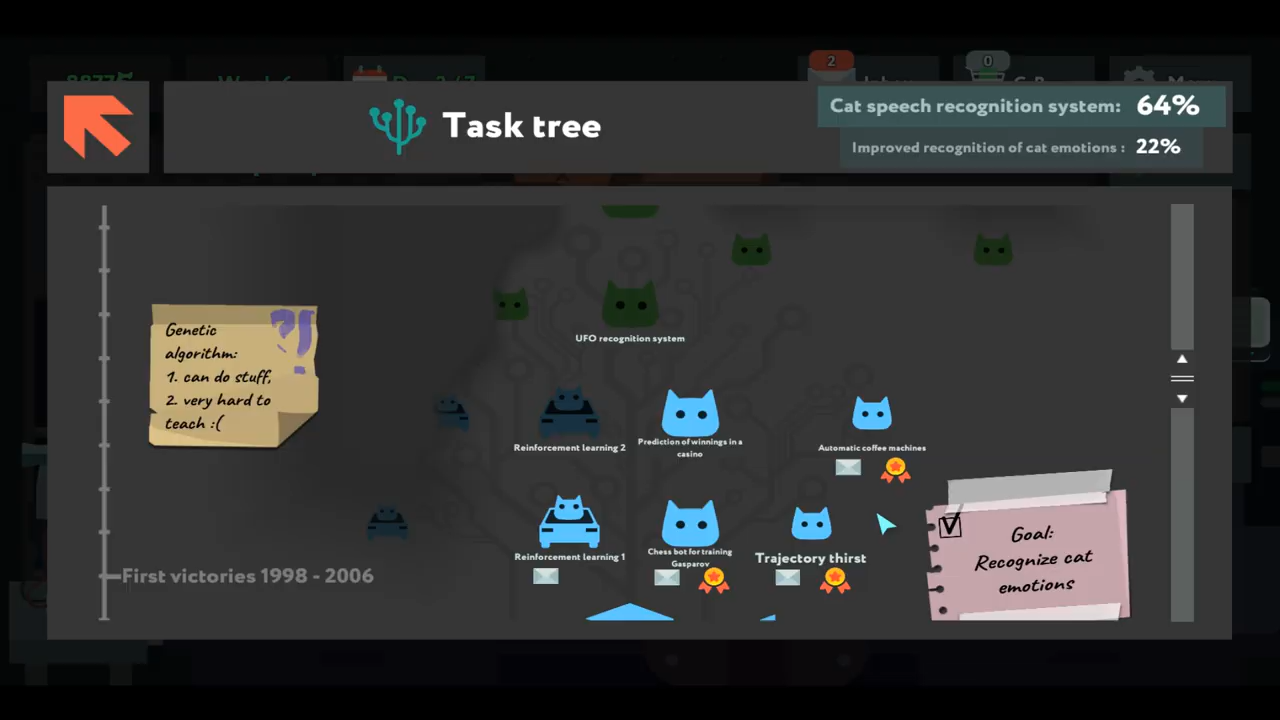 2
0
Task tree
Cat speech recognition system: 64%
Improved recognition of cat emotions : 22%
UFO recognition system
Genetic
algorithm:
1. can do stuff,
2. very hard to
teach :(
?!
Reinforcement learning 2
Prediction of winnings in a
casino
Automatic coffee machines
Reinforcement learning 1
Chess bot for training
Gasparov
Trajectory thirst
First victories 1998 - 2006
Goal:
Recognize cat
emotions